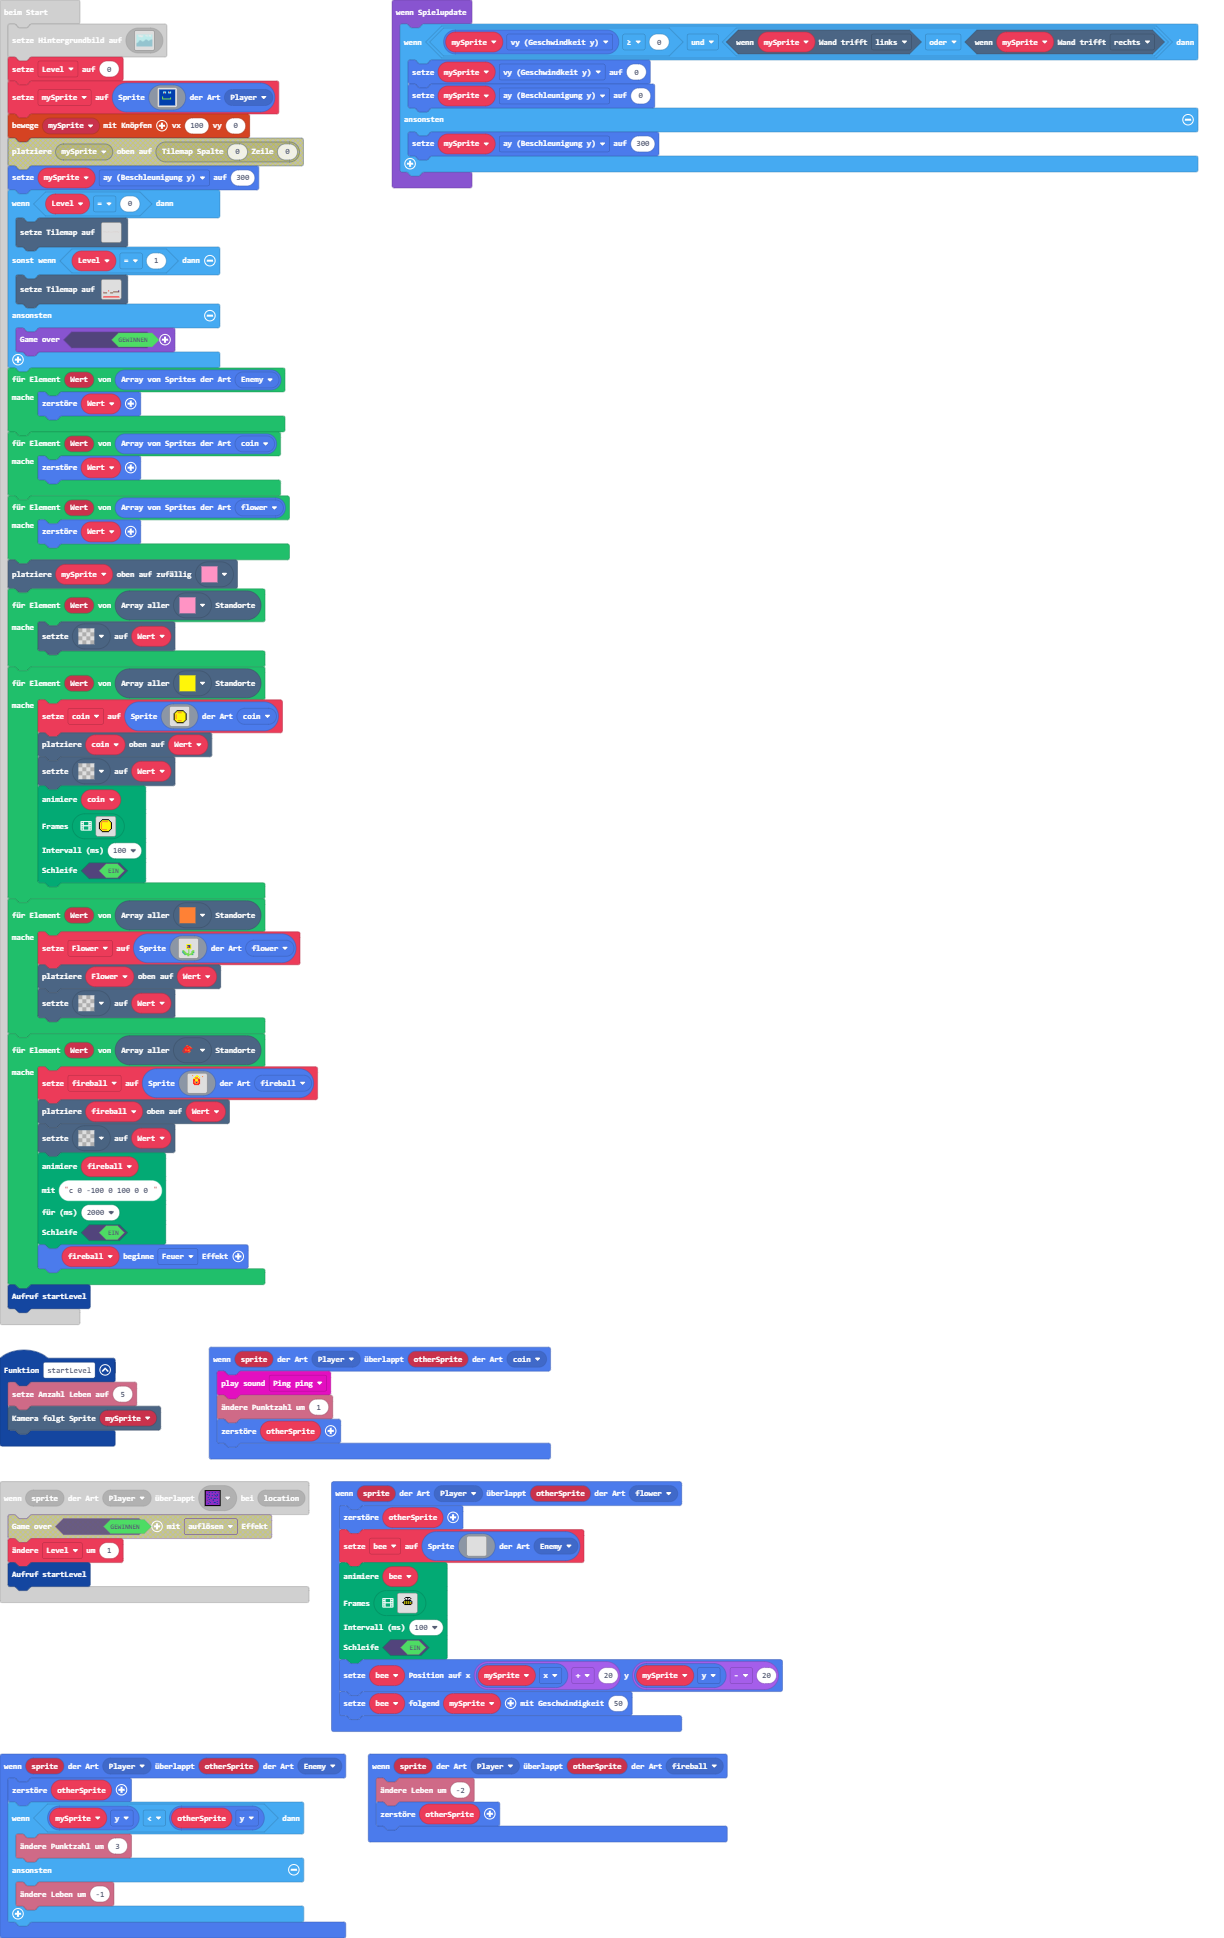 beim Start
setze Hintergrundbild auf
setze Level auf 0
setze mySprite auf Sprite der Art Player
bewege mySprite mit Knöpfen vx 100 vy 0
platziere mySprite oben auf Tilemap Spalte 0 Zeile 0
setze mySprite ay (Beschleunigung y) auf 300
wenn Level = 0 dann
setze Tilemap auf
sonst wenn Level = 1 dann
setze Tilemap auf
ansonsten
Game over GEWINNEN
für Element Wert von Array von Sprites der Art Enemy
mache zerstöre Wert
für Element Wert von Array von Sprites der Art coin
mache zerstöre Wert
für Element Wert von Array von Sprites der Art flower
mache zerstöre Wert
platziere mySprite oben auf zufällig
für Element Wert von Array aller Standorte
mache setzte auf Wert
für Element Wert von Array aller Standorte
mache setze coin auf Sprite der Art coin
platziere coin oben auf Wert
setzte auf Wert
animiere coin
Frames
Intervall (ms) 100
Schleife EIN
für Element Wert von Array aller Standorte
mache setze Flower auf Sprite der Art flower
platziere Flower oben auf Wert
setzte auf Wert
für Element Wert von Array aller Standorte
mache setze fireball auf Sprite der Art fireball
platziere fireball oben auf Wert
setzte auf Wert
animiere fireball
mit "c 0 -100 0 100 0 0 "
für (ms) 2000
Schleife EIN
fireball beginne Feuer Effekt
Aufruf startLevel
wenn Spielupdate
wenn mySprite vy (Geschwindkeit y) ≥ 0 und wenn mySprite Wand trifft links oder wenn mySprite Wand trifft rechts dann
setze mySprite vy (Geschwindkeit y) auf 0
setze mySprite ay (Beschleunigung y) auf 0
ansonsten
setze mySprite ay (Beschleunigung y) auf 300
Funktion startLevel
setze Anzahl Leben auf 5
Kamera folgt Sprite mySprite
wenn sprite der Art Player überlappt otherSprite der Art coin
play sound Ping ping
ändere Punktzahl um 1
zerstöre otherSprite
wenn sprite der Art Player überlappt bei location
Game over GEWINNEN mit auflösen Effekt
ändere Level um 1
Aufruf startLevel
wenn sprite der Art Player überlappt otherSprite der Art flower
zerstöre otherSprite
setze bee auf Sprite der Art Enemy
animiere bee
Frames
Intervall (ms) 100
Schleife EIN
setze bee Position auf x mySprite x + 20 y mySprite y - 20
setze bee folgend mySprite mit Geschwindigkeit 50
wenn sprite der Art Player überlappt otherSprite der Art Enemy
zerstöre otherSprite
wenn mySprite y < otherSprite y dann
ändere Punktzahl um 3
ansonsten
ändere Leben um -1
wenn sprite der Art Player überlappt otherSprite der Art fireball
ändere Leben um -2
zerstöre otherSprite